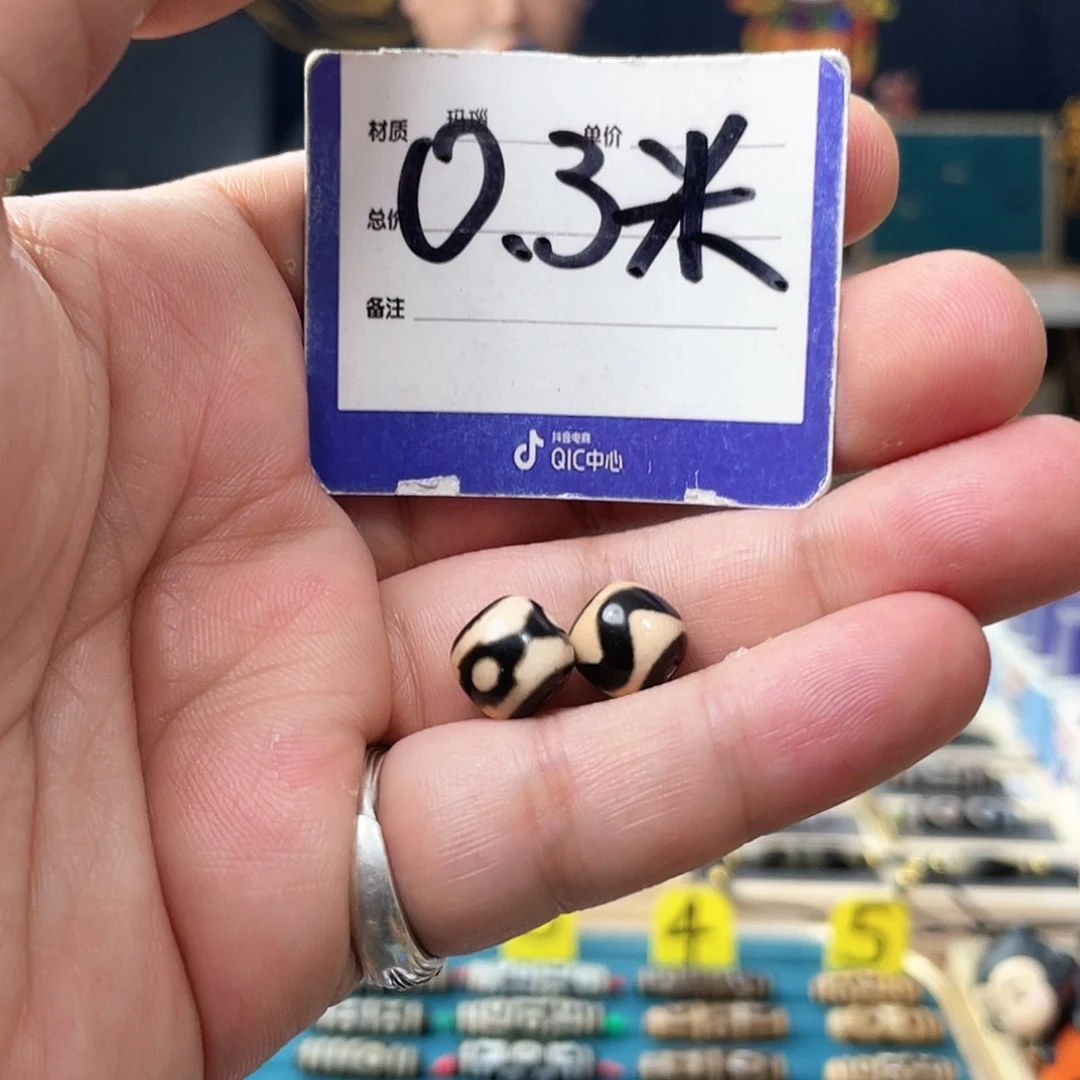 材质 玛瑙 单价
0.3米
总价
备注
抖音电商
QIC中心
4
5